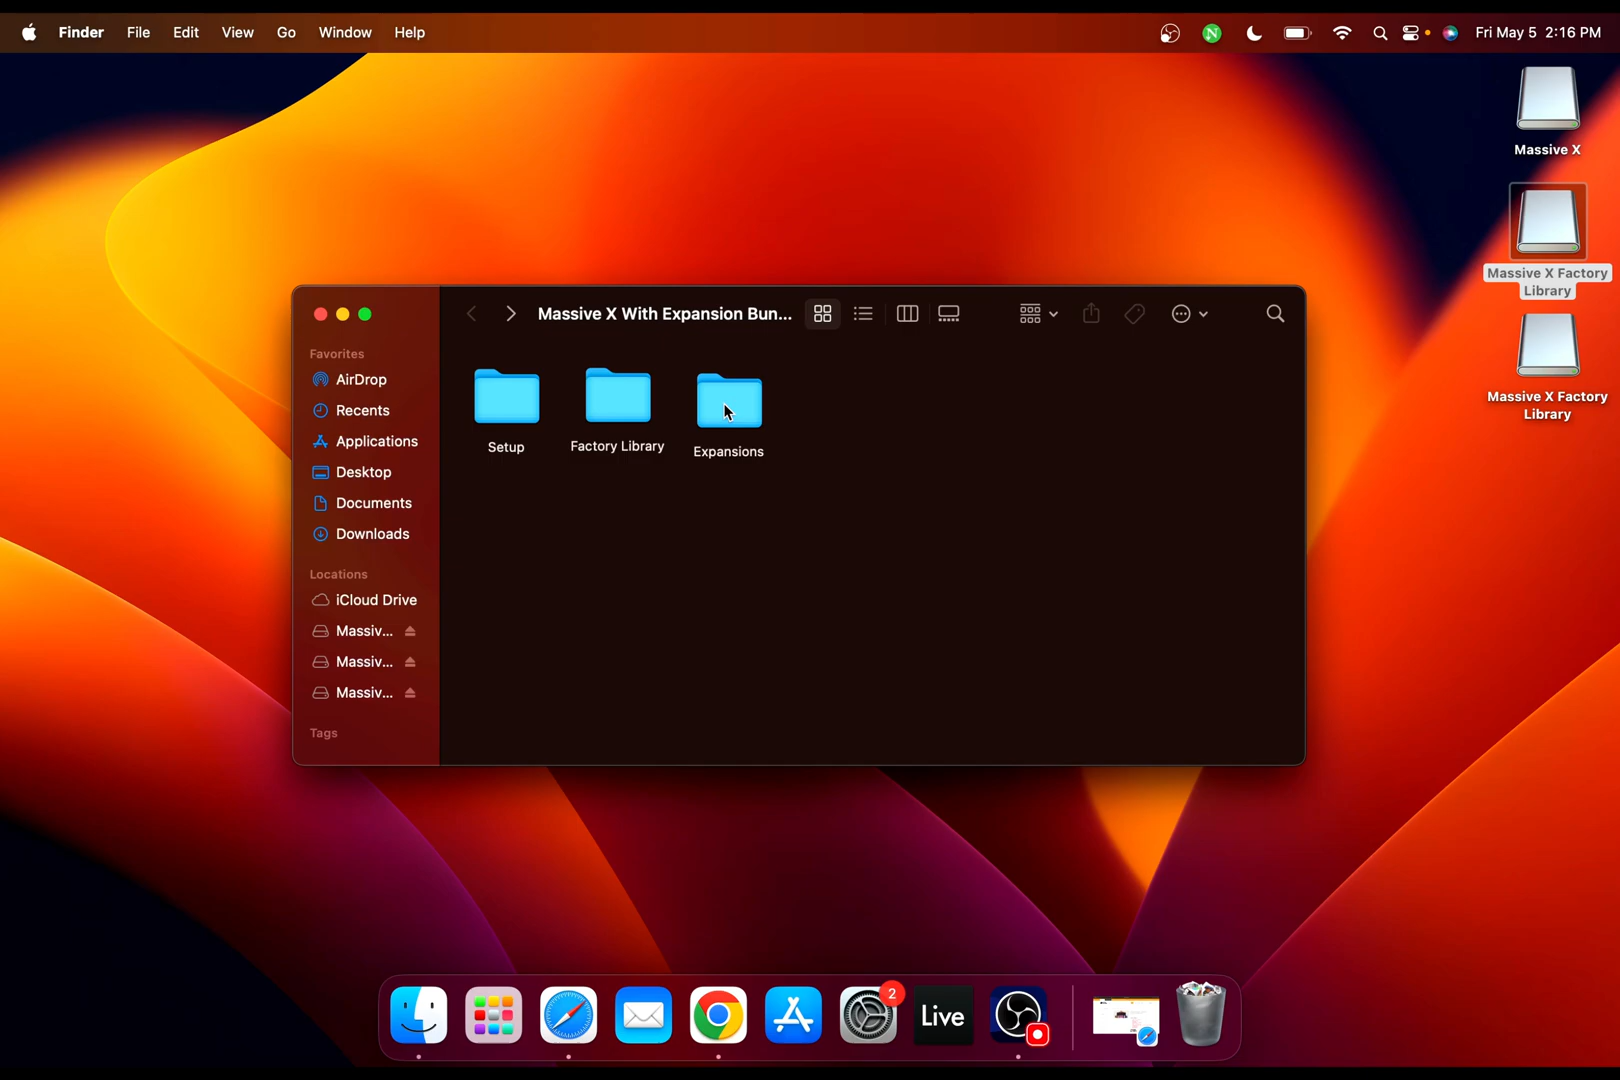 Finder File Edit View Go Window Help
N
Fri May 5 2:16 PM
Massive X
Massive X Factory
Library
Massive X Factory
Library
Massive X With Expansion Bun...
Favorites
AirDrop
Recents
Applications
Desktop
Documents
Downloads
Locations
iCloud Drive
Massiv...
Massiv...
Massiv...
Tags
Setup
Factory Library
Expansions
2
Live